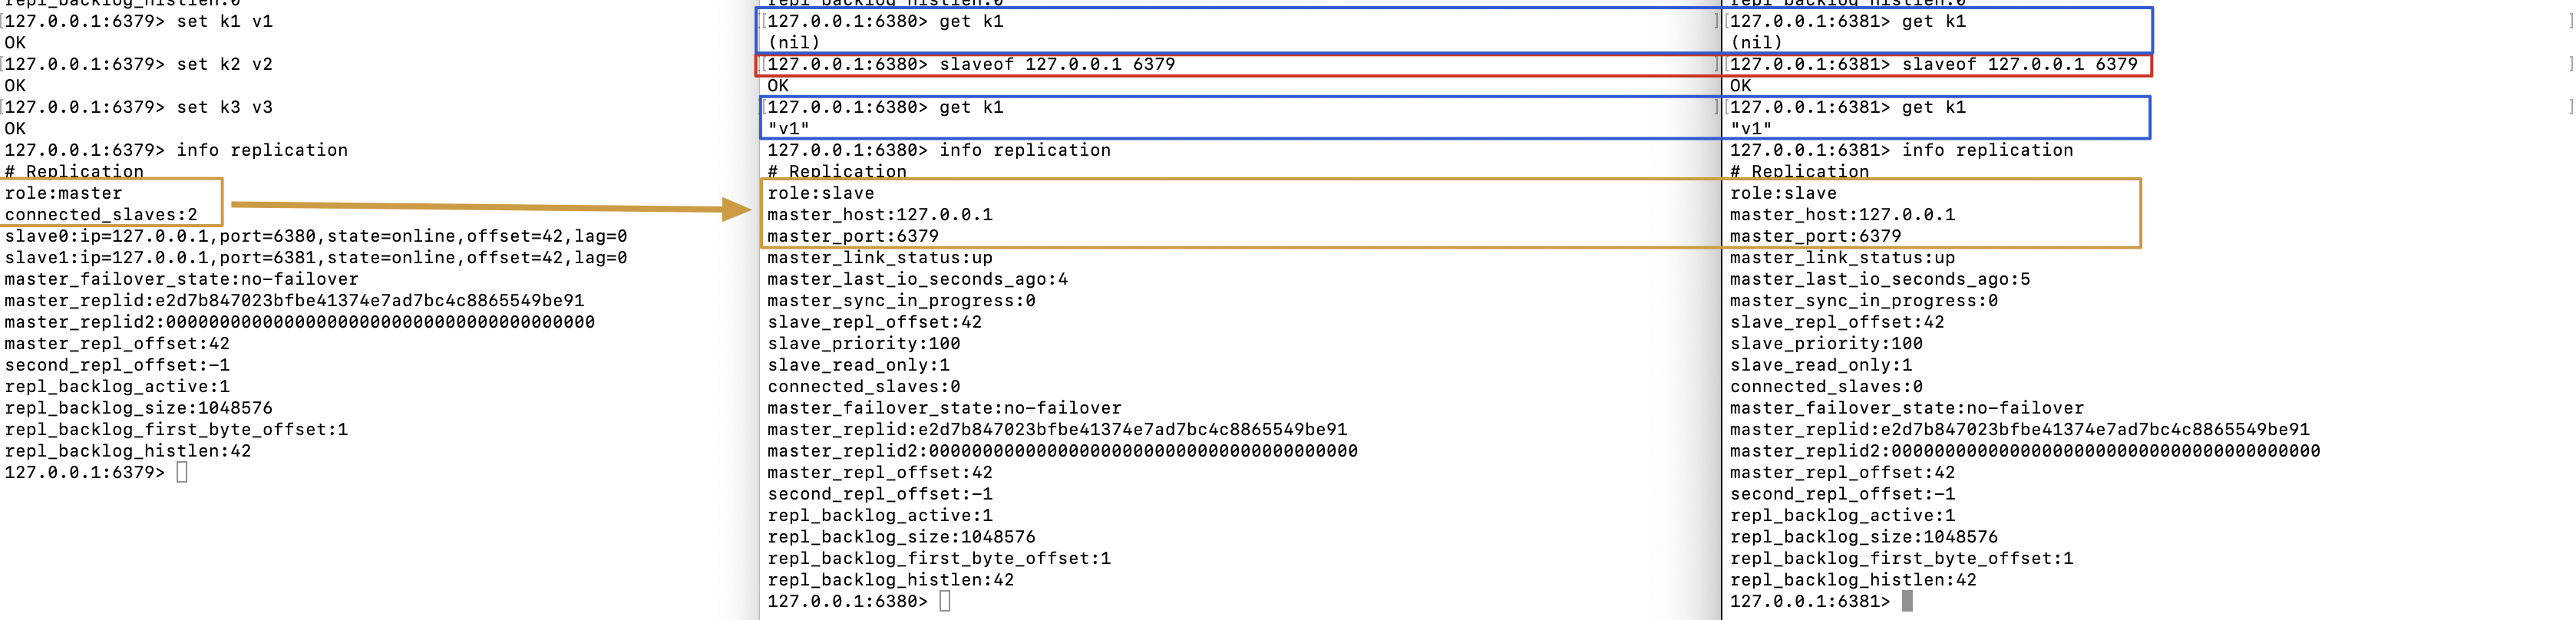 [127.0.0.1:6379> set k1 v1
OK
[127.0.0.1:6379> set k2 v2
OK
[127.0.0.1:6379> set k3 v3
OK
127.0.0.1:6379> info replication
# Replication
role:master
connected_slaves:2
slave0:ip=127.0.0.1,port=6380,state=online,offset=42,lag=0
slave1:ip=127.0.0.1,port=6381,state=online,offset=42,lag=0
master_failover_state:no-failover
master_replid:e2d7b847023bfbe41374e7ad7bc4c8865549be91
master_replid2:0000000000000000000000000000000000000000
master_repl_offset:42
second_repl_offset:-1
repl_backlog_active:1
repl_backlog_size:1048576
repl_backlog_first_byte_offset:1
repl_backlog_histlen:42
127.0.0.1:6379>
[127.0.0.1:6380> get k1 ]
(nil)
[127.0.0.1:6380> slaveof 127.0.0.1 6379 ]
OK
[127.0.0.1:6380> get k1 ]
"v1"
127.0.0.1:6380> info replication
# Replication
role:slave
master_host:127.0.0.1
master_port:6379
master_link_status:up
master_last_io_seconds_ago:4
master_sync_in_progress:0
slave_repl_offset:42
slave_priority:100
slave_read_only:1
connected_slaves:0
master_failover_state:no-failover
master_replid:e2d7b847023bfbe41374e7ad7bc4c8865549be91
master_replid2:0000000000000000000000000000000000000000
master_repl_offset:42
second_repl_offset:-1
repl_backlog_active:1
repl_backlog_size:1048576
repl_backlog_first_byte_offset:1
repl_backlog_histlen:42
127.0.0.1:6380>
[127.0.0.1:6381> get k1 ]
(nil)
[127.0.0.1:6381> slaveof 127.0.0.1 6379 ]
OK
[127.0.0.1:6381> get k1 ]
"v1"
127.0.0.1:6381> info replication
# Replication
role:slave
master_host:127.0.0.1
master_port:6379
master_link_status:up
master_last_io_seconds_ago:5
master_sync_in_progress:0
slave_repl_offset:42
slave_priority:100
slave_read_only:1
connected_slaves:0
master_failover_state:no-failover
master_replid:e2d7b847023bfbe41374e7ad7bc4c8865549be91
master_replid2:0000000000000000000000000000000000000000
master_repl_offset:42
second_repl_offset:-1
repl_backlog_active:1
repl_backlog_size:1048576
repl_backlog_first_byte_offset:1
repl_backlog_histlen:42
127.0.0.1:6381>